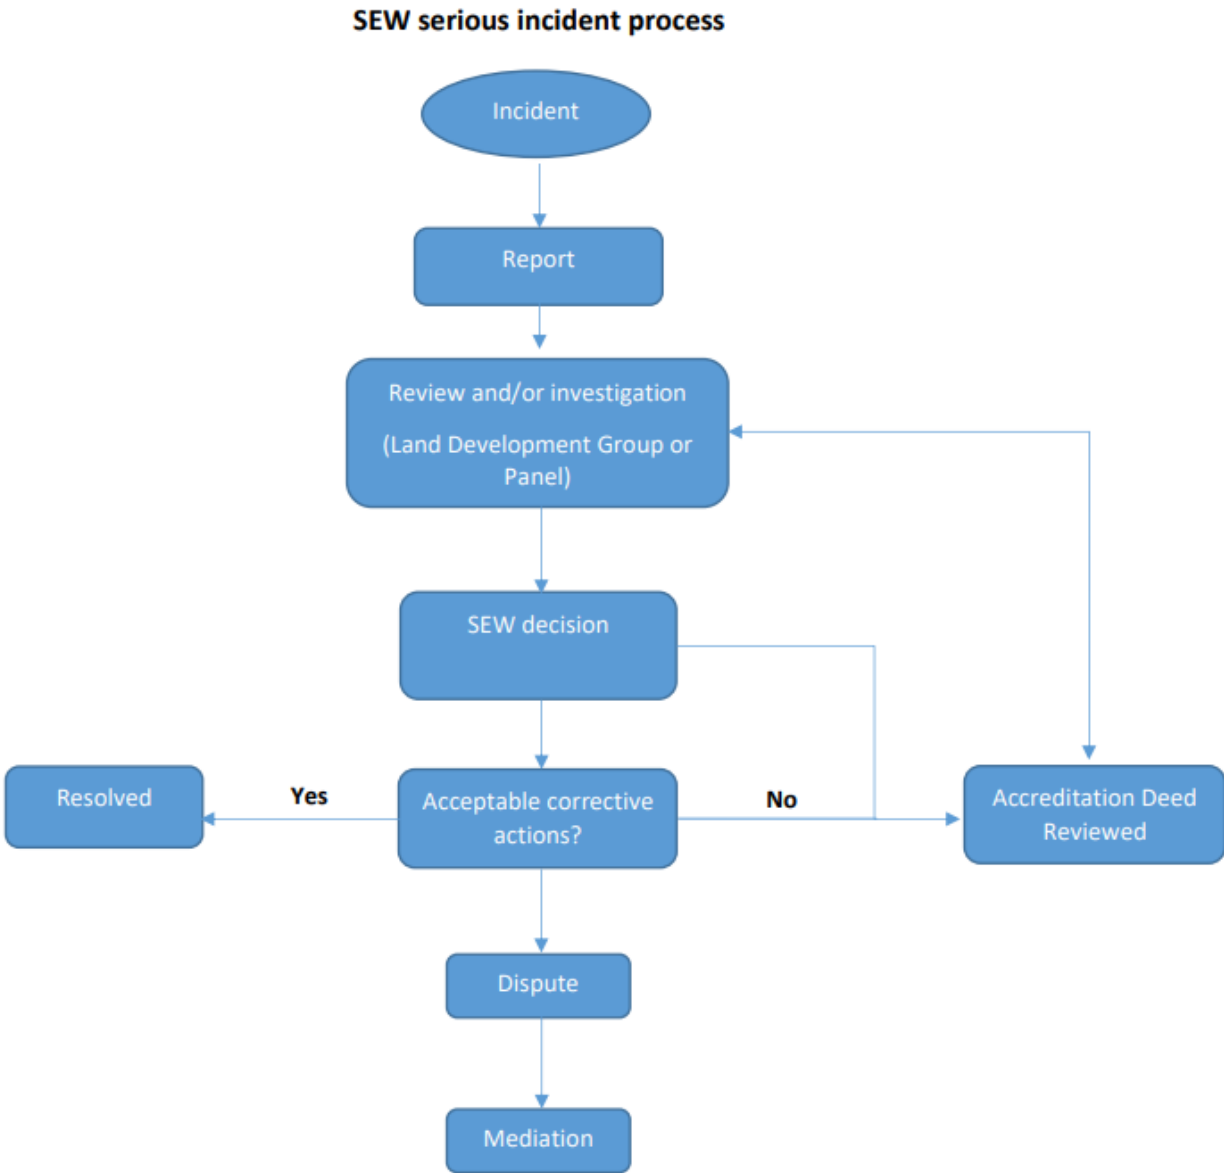 SEW serious incident process
Incident
Report
Review and/or investigation
(Land Development Group or
Panel)
SEW decision
Resolved
Yes
Acceptable corrective
actions?
No
Accreditation Deed
Reviewed
Dispute
Mediation